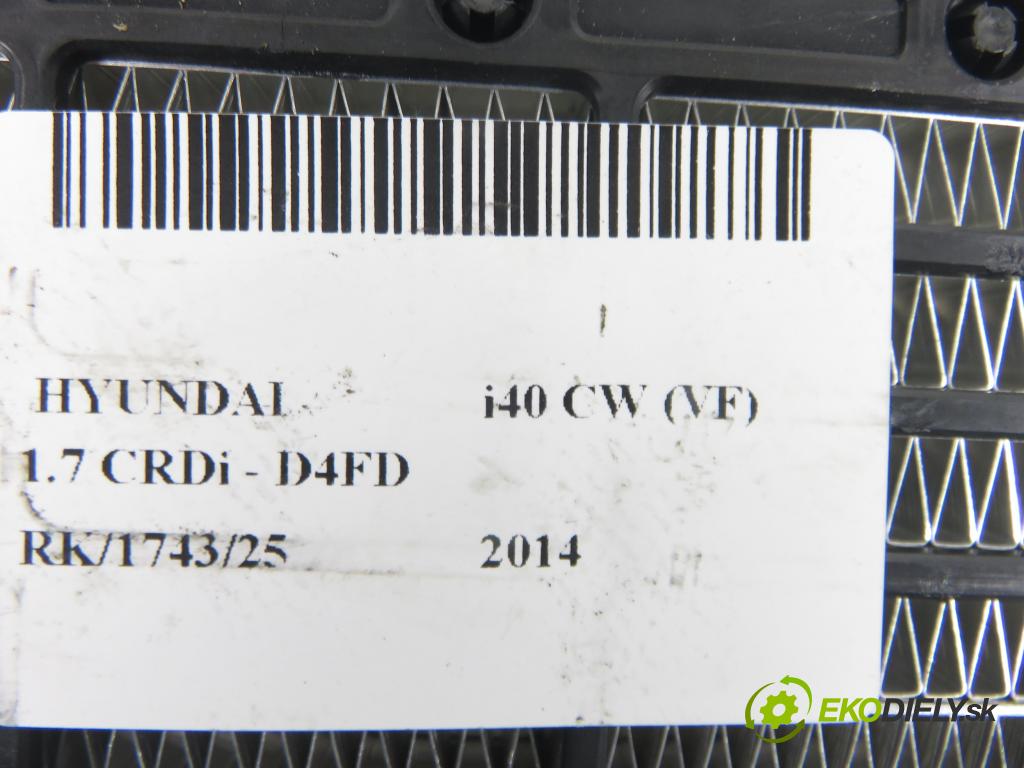 HYUNDAI i40 CW (VF)
1.7 CRDi - D4FD
RK/1743/25 2014
EKODIELY.sk